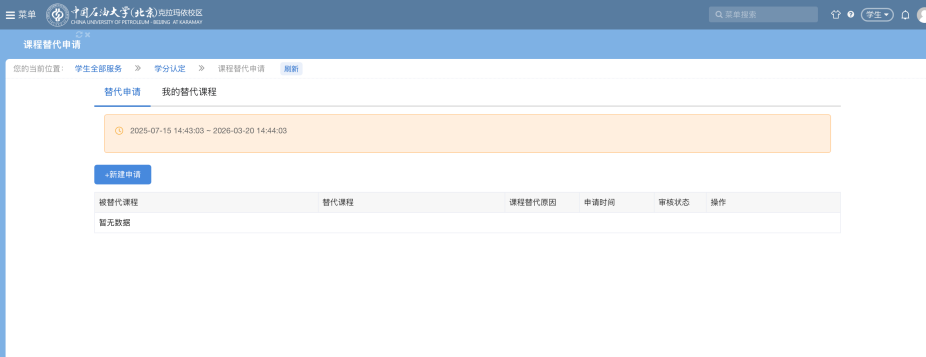 菜单 中国石油大学(北京)克拉玛依校区 菜单搜索 学生
CHINA UNIVERSITY OF PETROLEUM - BEIJING AT KARAMAY
课程替代申请
您的当前位置: 学生全部服务 » 学分认定 » 课程替代申请 刷新
替代申请 我的替代课程
2025-07-15 14:43:03 ~ 2026-03-20 14:44:03
+新建申请
被替代课程 替代课程 课程替代原因 申请时间 审核状态 操作
暂无数据